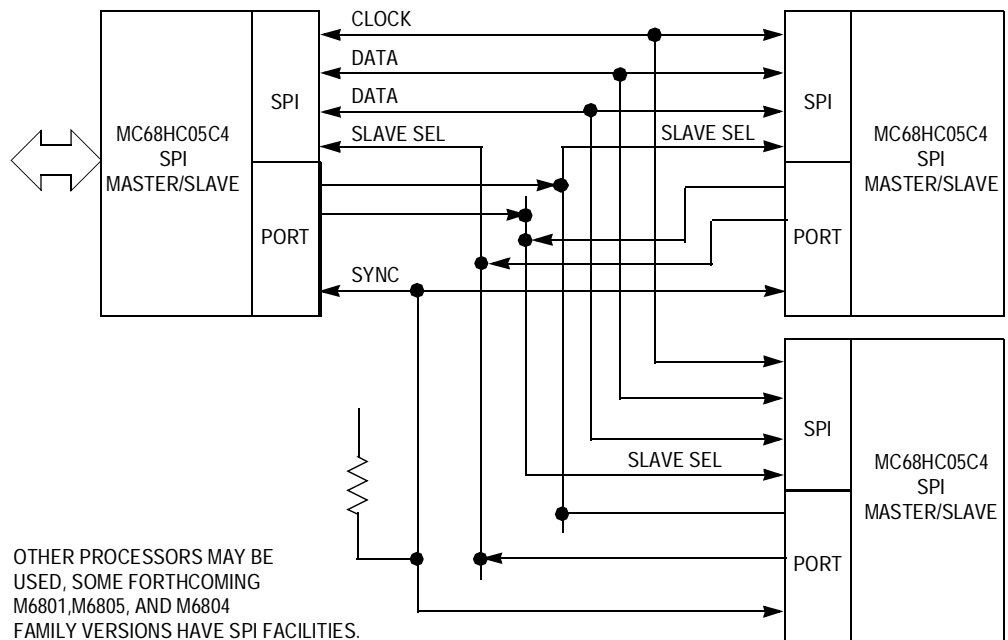 CLOCK
DATA
DATA
SLAVE SEL
SPI
MC68HC05C4
SPI
MASTER/SLAVE
PORT
SYNC
SLAVE SEL
SPI
MC68HC05C4
SPI
MASTER/SLAVE
PORT
SPI
SLAVE SEL
MC68HC05C4
SPI
MASTER/SLAVE
PORT
OTHER PROCESSORS MAY BE
USED, SOME FORTHCOMING
M6801,M6805, AND M6804
FAMILY VERSIONS HAVE SPI FACILITIES.